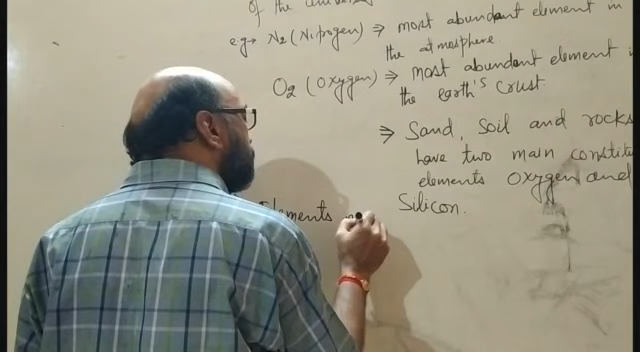 of the
eg→ N2 (Nitrogen) ⇒ most abundant element in
the atmosphere.
O2 (Oxygen) ⇒ most abundant element
the earth's crust.
⇒ Sand, Soil and rocks
have two main
elements Oxygen and
Silicon.
Elements